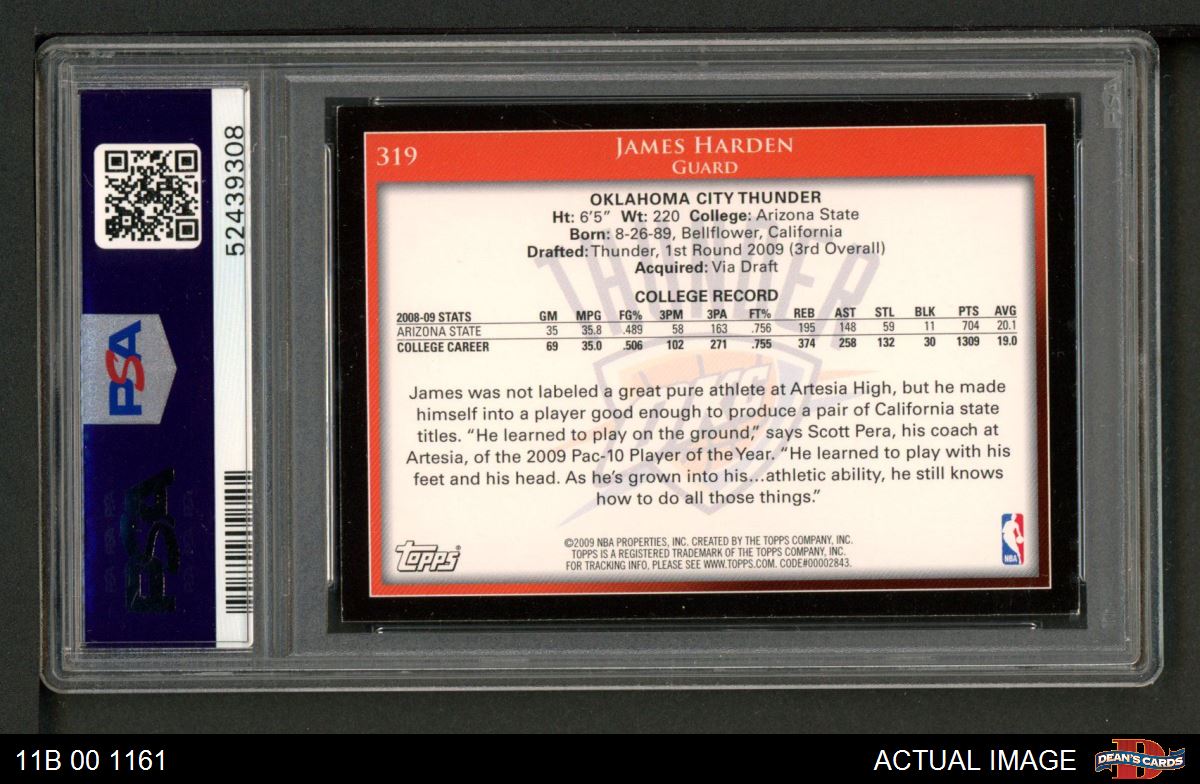 52439308
PSA
PSA
319
JAMES HARDEN
GUARD
OKLAHOMA CITY THUNDER
Ht: 6'5" Wt: 220 College: Arizona State
Born: 8-26-89, Bellflower, California
Drafted: Thunder, 1st Round 2009 (3rd Overall)
Acquired: Via Draft
THUNDER
COLLEGE RECORD
2008-09 STATS GM MPG FG% 3PM 3PA FT% REB AST STL BLK PTS AVG
ARIZONA STATE 35 35.8 .489 58 163 .756 195 148 59 11 704 20.1
COLLEGE CAREER 69 35.0 .506 102 271 .755 374 258 132 30 1309 19.0
James was not labeled a great pure athlete at Artesia High, but he made
himself into a player good enough to produce a pair of California state
titles. “He learned to play on the ground,” says Scott Pera, his coach at
Artesia, of the 2009 Pac-10 Player of the Year. “He learned to play with his
feet and his head. As he’s grown into his...athletic ability, he still knows
how to do all those things.”
©2009 NBA PROPERTIES, INC. CREATED BY THE TOPPS COMPANY, INC.
TOPPS IS A REGISTERED TRADEMARK OF THE TOPPS COMPANY, INC.
FOR TRACKING INFO, PLEASE SEE WWW.TOPPS.COM. CODE#00002843.
Topps®
NBA
11B 00 1161
ACTUAL IMAGE
DEAN'S CARDS